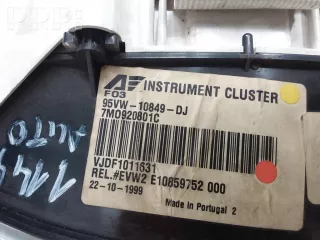 AF INSTRUMENT CLUSTER
F03
95VW-10849-DJ
7M0920801C
VJDF1011631
REL.#EVW2 E10859752 000
22-10-1999
Made in Portugal 2
AUTO